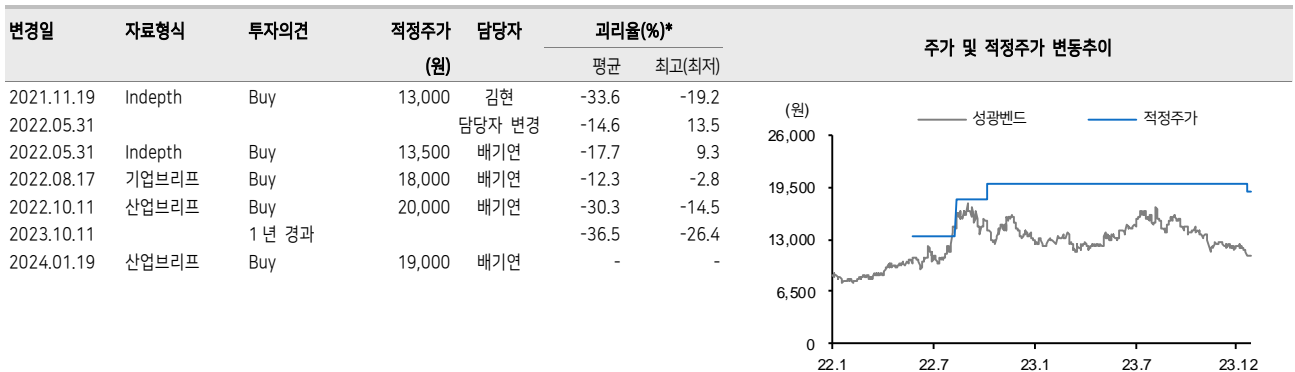 변경일 자료형식 투자의견 적정주가 담당자 괴리율(%)* 주가 및 적정주가 변동추이
(원) 평균 최고(최저)
2021.11.19 Indepth Buy 13,000 김현 -33.6 -19.2
2022.05.31 담당자 변경 -14.6 13.5
2022.05.31 Indepth Buy 13,500 배기연 -17.7 9.3
2022.08.17 기업브리프 Buy 18,000 배기연 -12.3 -2.8
2022.10.11 산업브리프 Buy 20,000 배기연 -30.3 -14.5
2023.10.11 1년 경과 -36.5 -26.4
2024.01.19 산업브리프 Buy 19,000 배기연 - -
(원) 성광벤드 적정주가
26,000
19,500
13,000
6,500
0
22.1 22.7 23.1 23.7 23.12